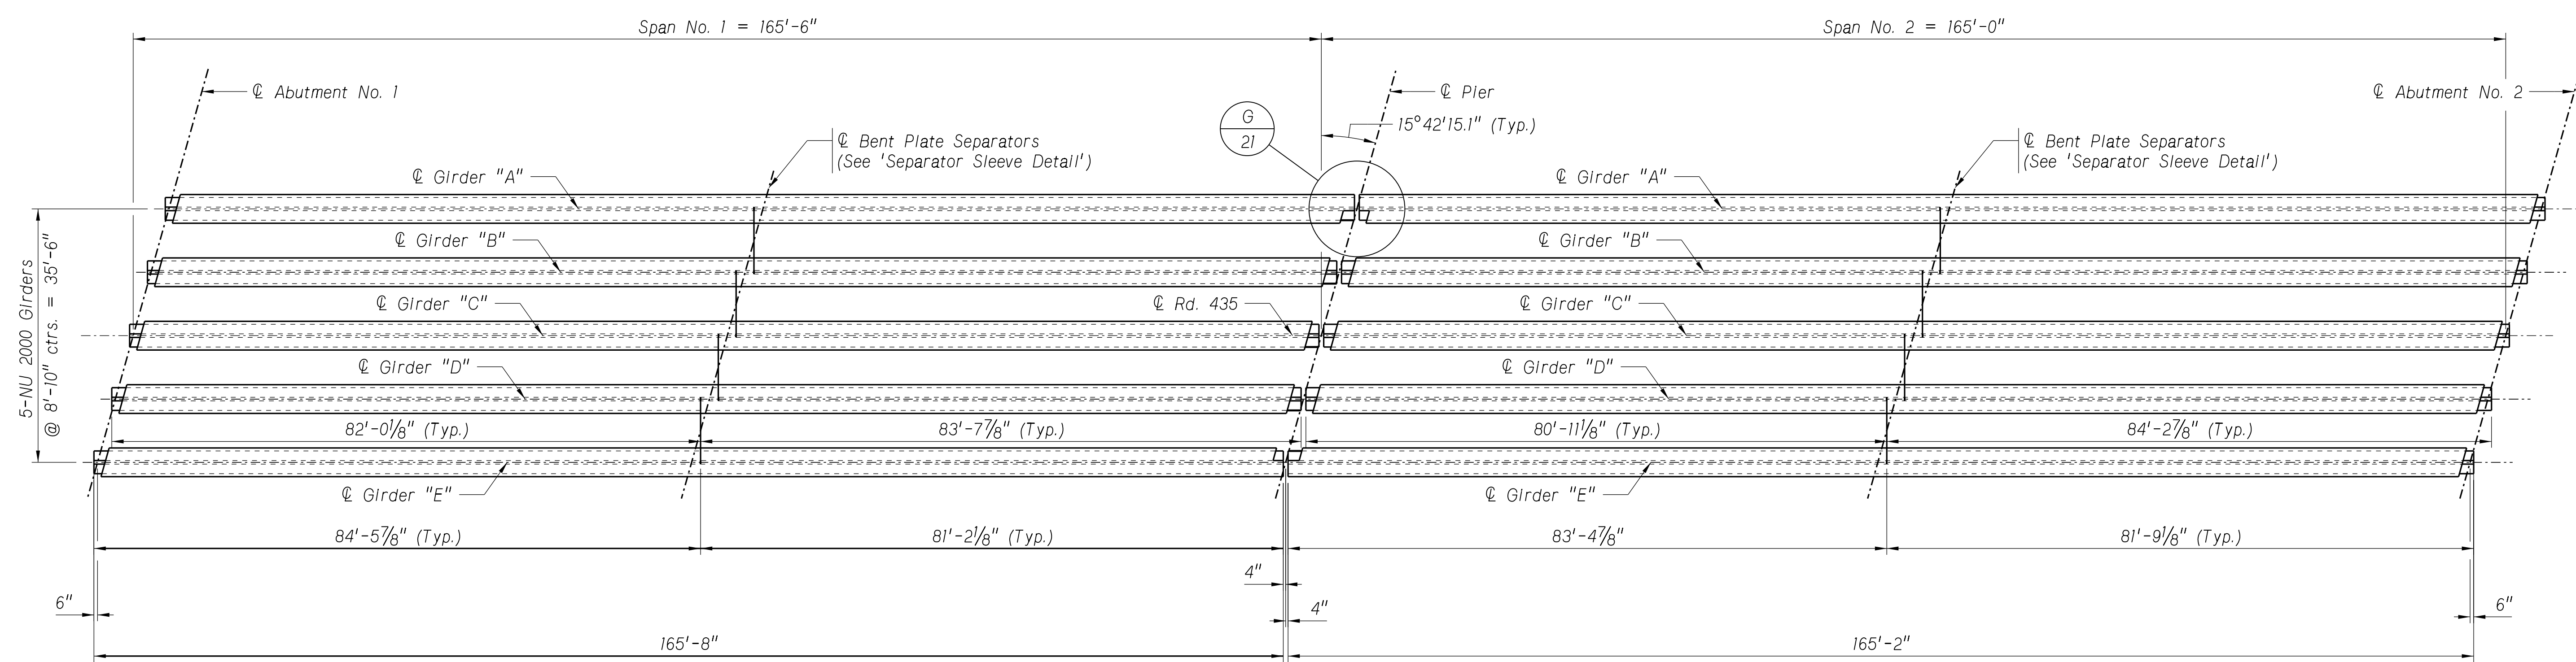 Span No. 1 = 165'-6"
Span No. 2 = 165'-0"
℄ Abutment No. 1
℄ Pier
℄ Abutment No. 2
G
21
15°42'15.1" (Typ.)
℄ Bent Plate Separators
(See 'Separator Sleeve Detail')
℄ Bent Plate Separators
(See 'Separator Sleeve Detail')
℄ Girder "A"
℄ Girder "A"
℄ Girder "B"
℄ Girder "B"
5-NU 2000 Girders
@ 8'-10" ctrs. = 35'-6"
℄ Girder "C"
℄ Rd. 435
℄ Girder "C"
℄ Girder "D"
℄ Girder "D"
82'-0⅛" (Typ.)
83'-7⅞" (Typ.)
80'-11⅛" (Typ.)
84'-2⅞" (Typ.)
℄ Girder "E"
℄ Girder "E"
84'-5⅞" (Typ.)
81'-2⅛" (Typ.)
83'-4⅞"
81'-9⅛" (Typ.)
4"
6"
4"
6"
165'-8"
165'-2"